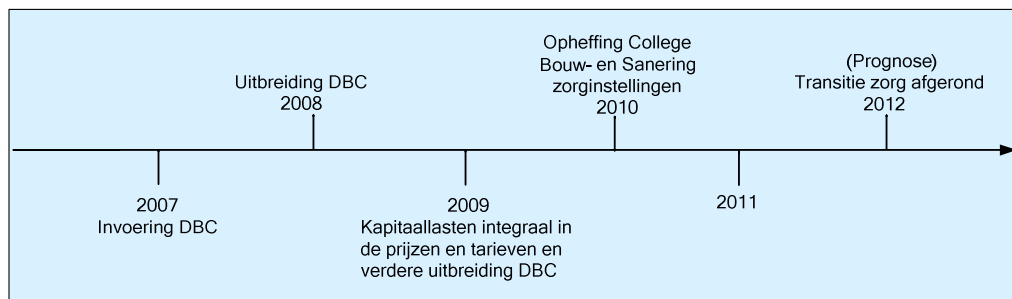 Uitbreiding DBC
2008
Opheffing College
Bouw- en Sanering
zorginstellingen
2010
(Prognose)
Transitie zorg afgerond
2012
2007
Invoering DBC
2009
Kapitaallasten integraal in
de prijzen en tarieven en
verdere uitbreiding DBC
2011